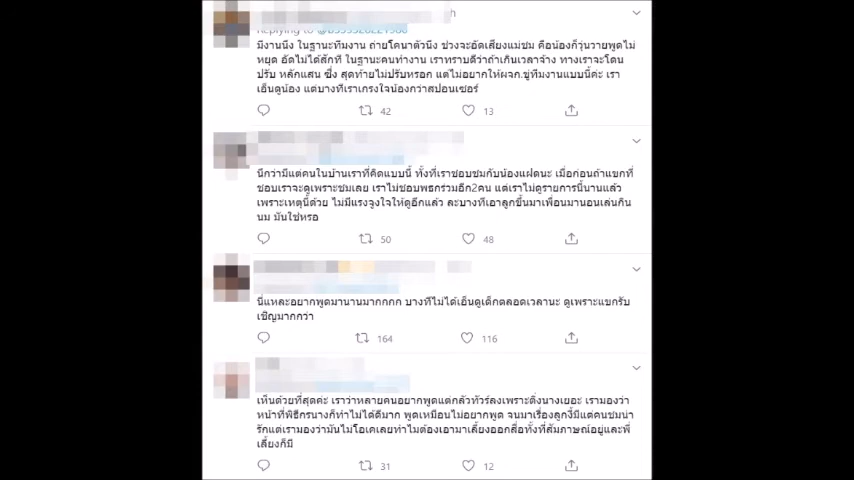 h
Replying to
มีงานนึง ในฐานะทีมงาน ถ่ายโคนาตัวนึง ช่วงจะอัดเสียงแม่ชม คือน้องก็วุ่นวายพูดไม่
หยุด อัดไม่ได้สักที ในฐานะคนทำงาน เราทราบดีว่าถ้าเกินเวลาจ้าง ทางเราจะโดน
ปรับ หลักแสน ซึ่ง สุดท้ายไม่ปรับหรอก แต่ไม่อยากให้ผจก.ขู่ทีมงานแบบนี้ค่ะ เรา
เอ็นดูน้อง แต่บางทีเราเกรงใจน้องกว่าสปอนเซอร์
42 13
นึกว่ามีแต่คนในบ้านเราที่คิดแบบนี้ ทั้งที่เราชอบชมกับน้องแฝดนะ เมื่อก่อนถ้าแขกที่
ชอบเราจะดูเพราะชมเลย เราไม่ชอบพธกร่วมอีก2คน แต่เราไม่ดูรายการนี้นานแล้ว
เพราะเหตุนี้ด้วย ไม่มีแรงจูงใจให้ดูอีกแล้ว ละบางทีเอาลูกขึ้นมาเพื่อนมานอนเล่นกัน
นม มันใช่หรอ
50 48
นี่แหละอยากพูดมานานมากกกก บางทีไม่ได้เอ็นดูเด็กตลอดเวลานะ ดูเพราะแขกรับ
เชิญมากกว่า
164 116
เห็นด้วยที่สุดค่ะ เราว่าหลายคนอยากพูดแต่กลัวทัวร์ลงเพราะติ่งนางเยอะ เรามองว่า
หน้าที่พิธีกรนางก็ทำไม่ได้ดีมาก พูดเหมือนไม่อยากพูด จนมาเรื่องลูกงี้มีแต่คนชมน่า
รักแต่เรามองว่ามันไม่โอเคเลยทำไมต้องเอามาเลี้ยงออกสื่อทั้งที่สัมภาษณ์อยู่และพี่
เลี้ยงก็มี
31 12